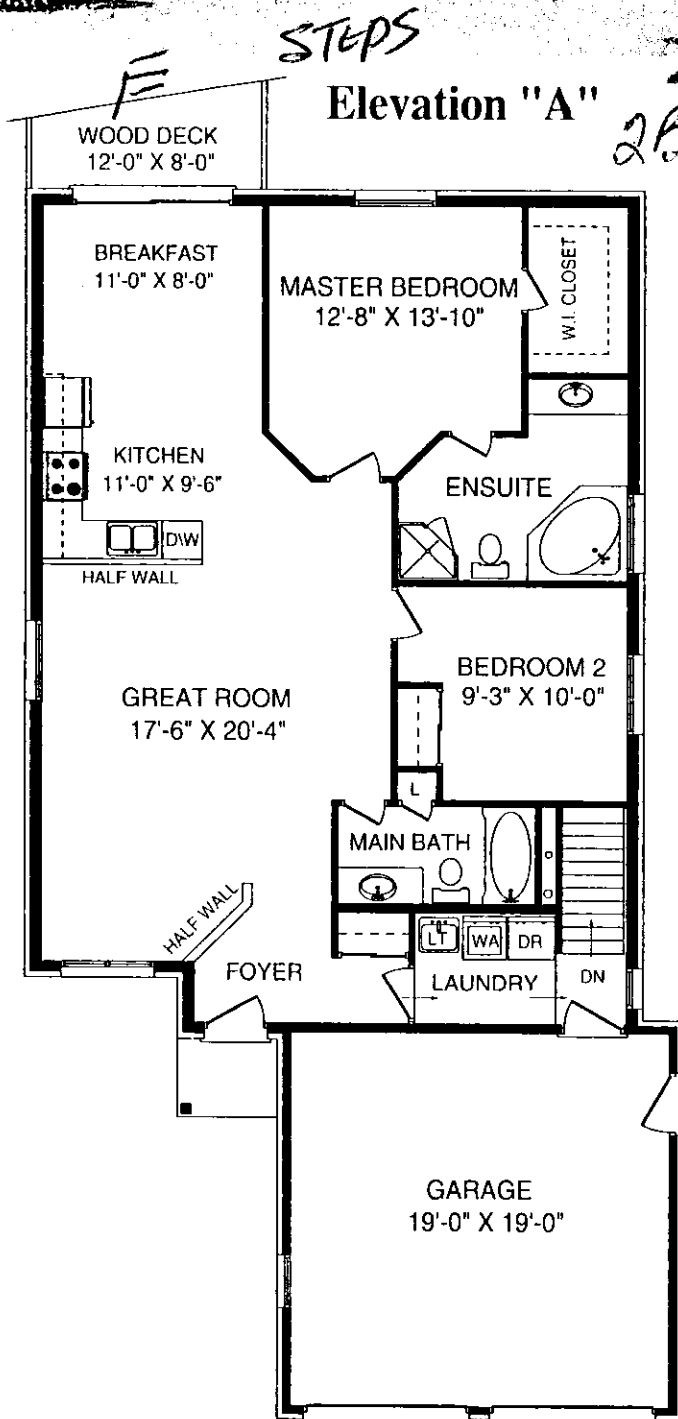 STEPS
Elevation "A"
WOOD DECK
12'-0" X 8'-0"
BREAKFAST
11'-0" X 8'-0"
MASTER BEDROOM
12'-8" X 13'-10"
W.I. CLOSET
KITCHEN
11'-0" X 9'-6"
ENSUITE
D\W
HALF WALL
BEDROOM 2
9'-3" X 10'-0"
GREAT ROOM
17'-6" X 20'-4"
L
MAIN BATH
HALF WALL
FOYER
LT
WA
DR
LAUNDRY
DN
GARAGE
19'-0" X 19'-0"